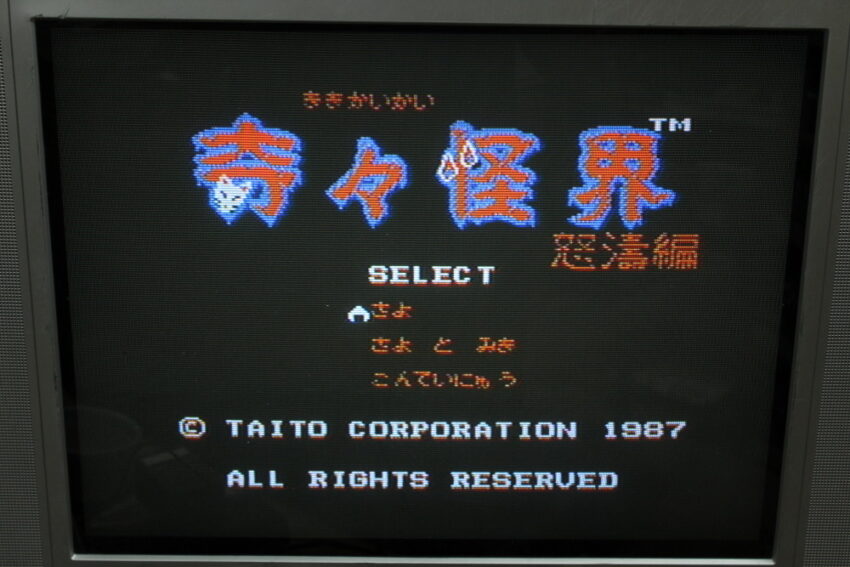 ききかいかい
奇々怪界™
怒濤編
SELECT
さよ
さよ と みき
こんていにゅう
© TAITO CORPORATION 1987
ALL RIGHTS RESERVED